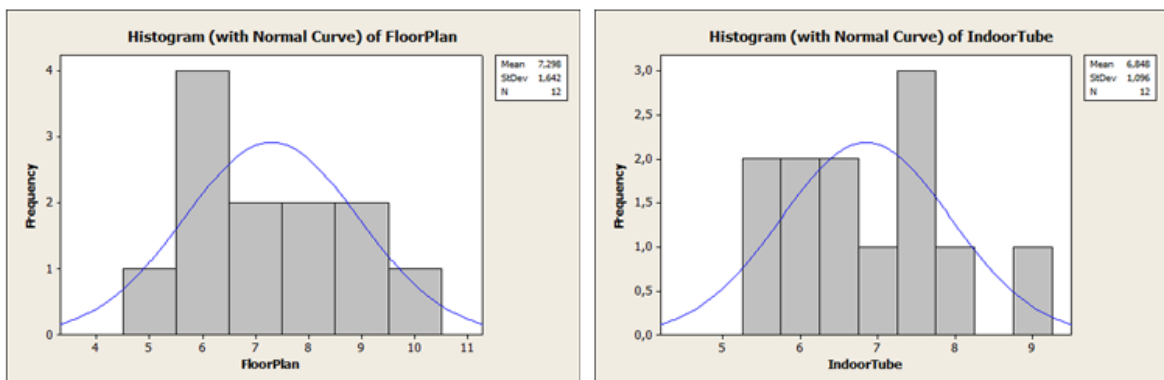 Histogram (with Normal Curve) of FloorPlan
Mean 7,298
StDev 1,642
N 12
4
3
2
1
0
Frequency
4 5 6 7 8 9 10 11
FloorPlan
Histogram (with Normal Curve) of IndoorTube
Mean 6,848
StDev 1,096
N 12
3,0
2,5
2,0
1,5
1,0
0,5
0,0
Frequency
5 6 7 8 9
IndoorTube